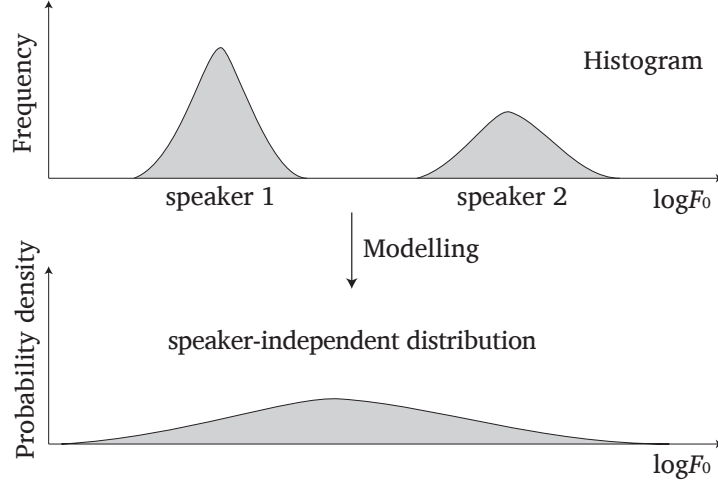 Frequency
Histogram
speaker 1
speaker 2
logF0
Modelling
Probability density
speaker-independent distribution
logF0